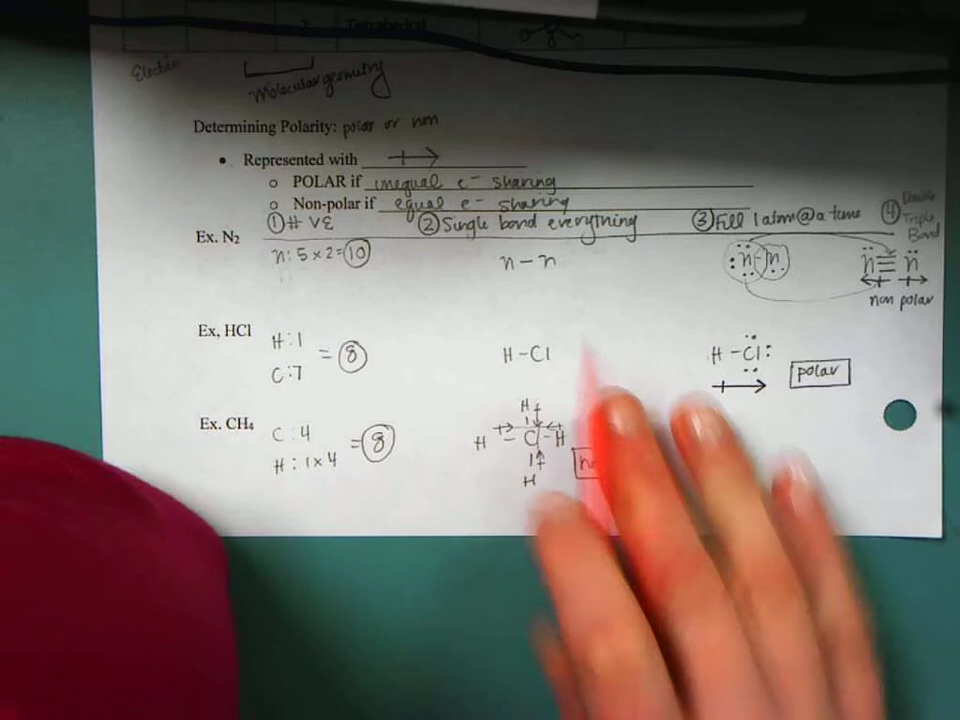 Tetrahedral
Electric
Molecular geometry
Determining Polarity: polar or non
• Represented with
o POLAR if unequal e- sharing
o Non-polar if equal e- sharing
① # VE ② Single bond everything ③ Fill 1 atom @ a time ④ Double Triple Bond
Ex. N₂ n: 5 x 2 = 10 n - n :n - n: n ≡ n
non polar
Ex, HCl H: 1 = 8 H - Cl H - Cl: polar
C: 7
Ex. CH₄ C: 4 = 8 H
H - C - H
H: 1 x 4
H